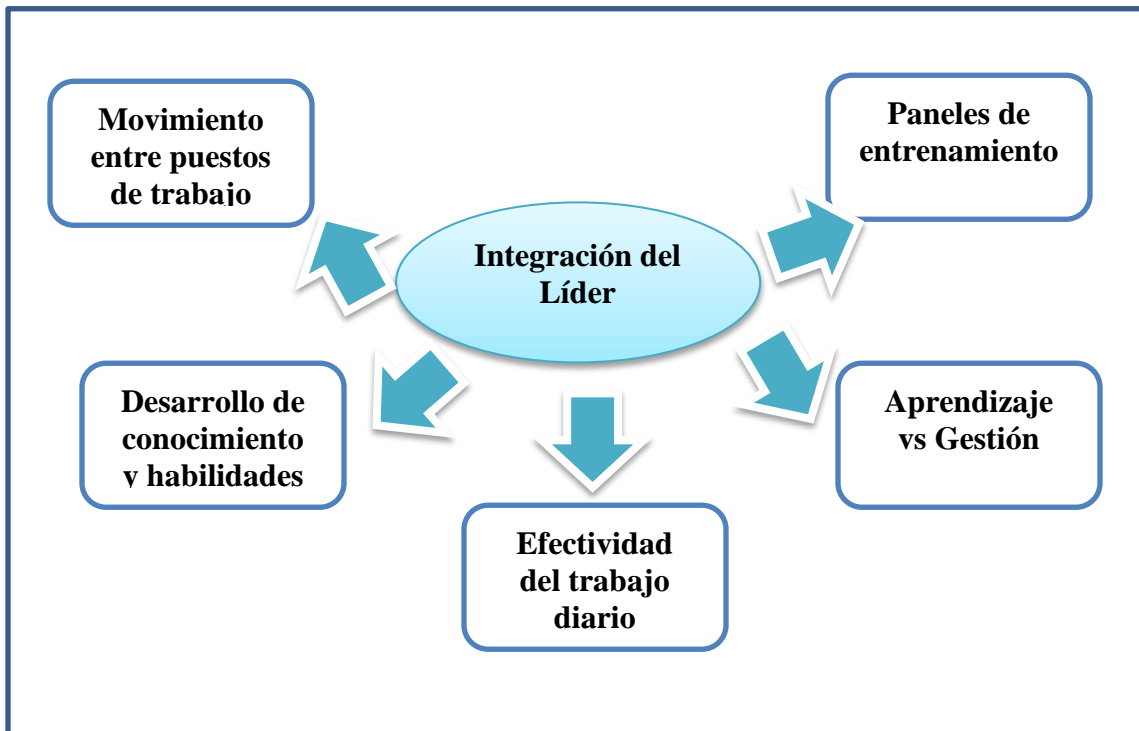 Movimiento
entre puestos
de trabajo
Paneles de
entrenamiento
Integración del
Líder
Desarrollo de
conocimiento
y habilidades
Aprendizaje
vs Gestión
Efectividad
del trabajo
diario